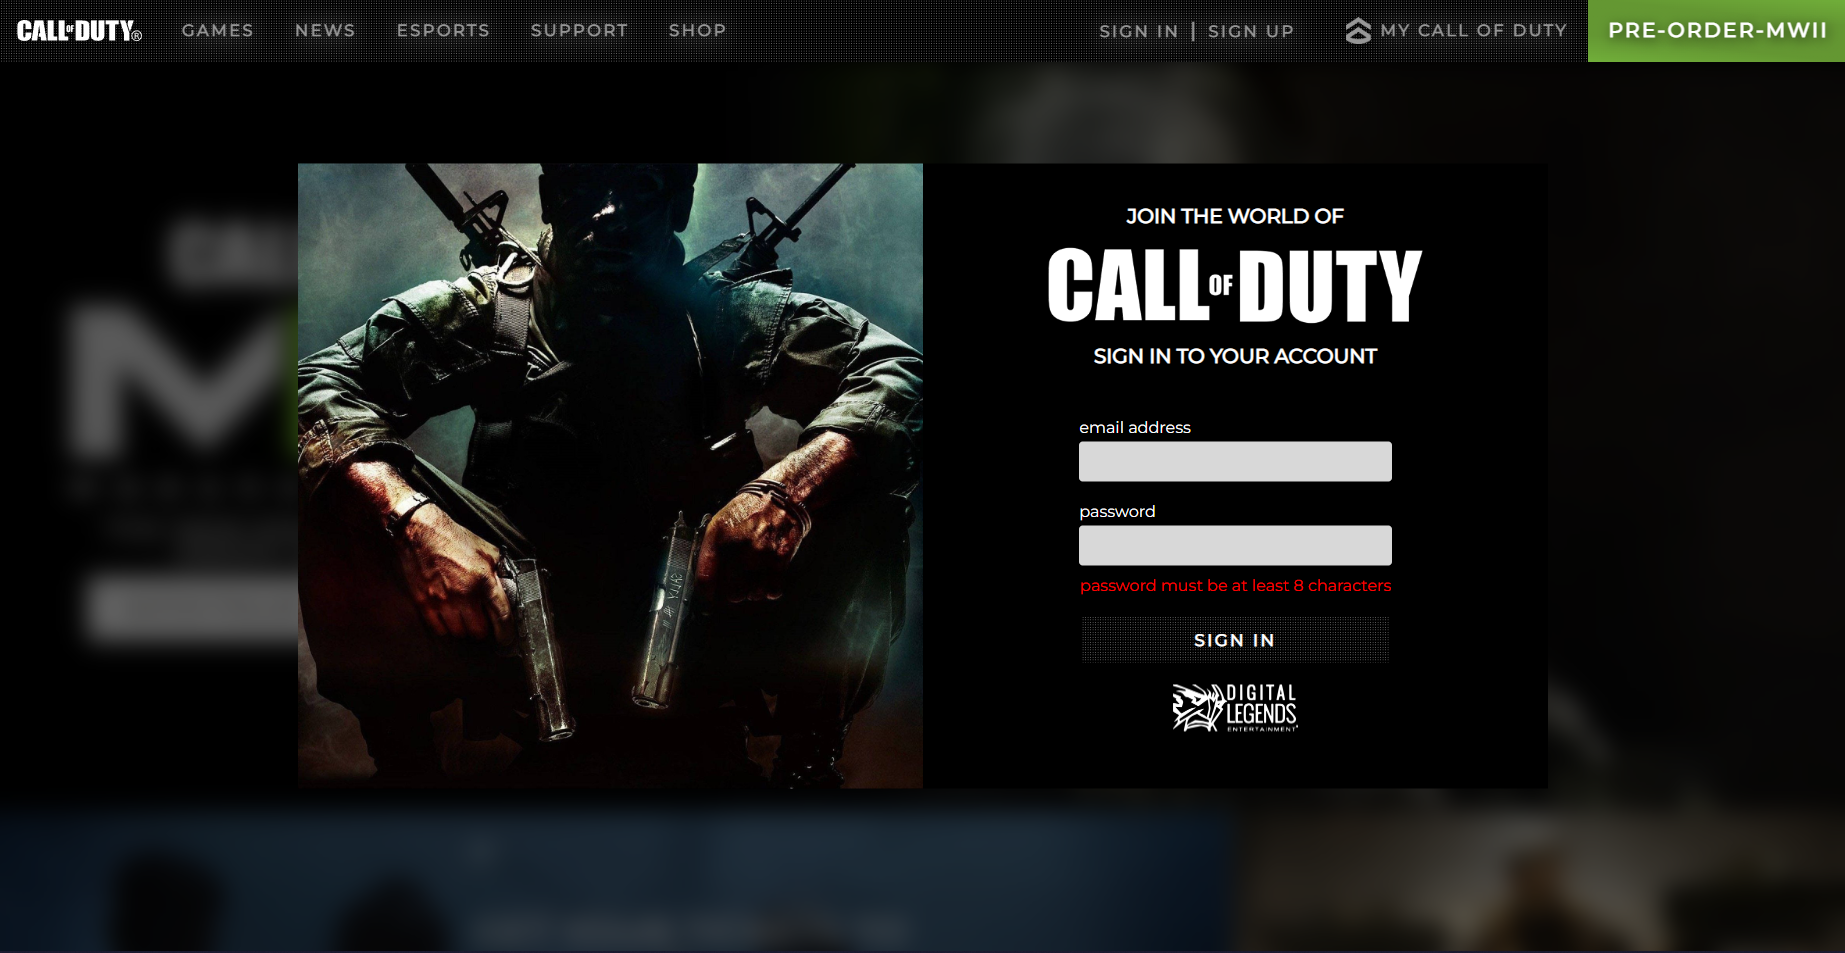 CALL OF DUTY®
GAMES NEWS ESPORTS SUPPORT SHOP
SIGN IN | SIGN UP
MY CALL OF DUTY
PRE-ORDER-MWII
JOIN THE WORLD OF
CALL OF DUTY
SIGN IN TO YOUR ACCOUNT
email address
password
password must be at least 8 characters
SIGN IN
DIGITAL
LEGENDS
ENTERTAINMENT
SALLY